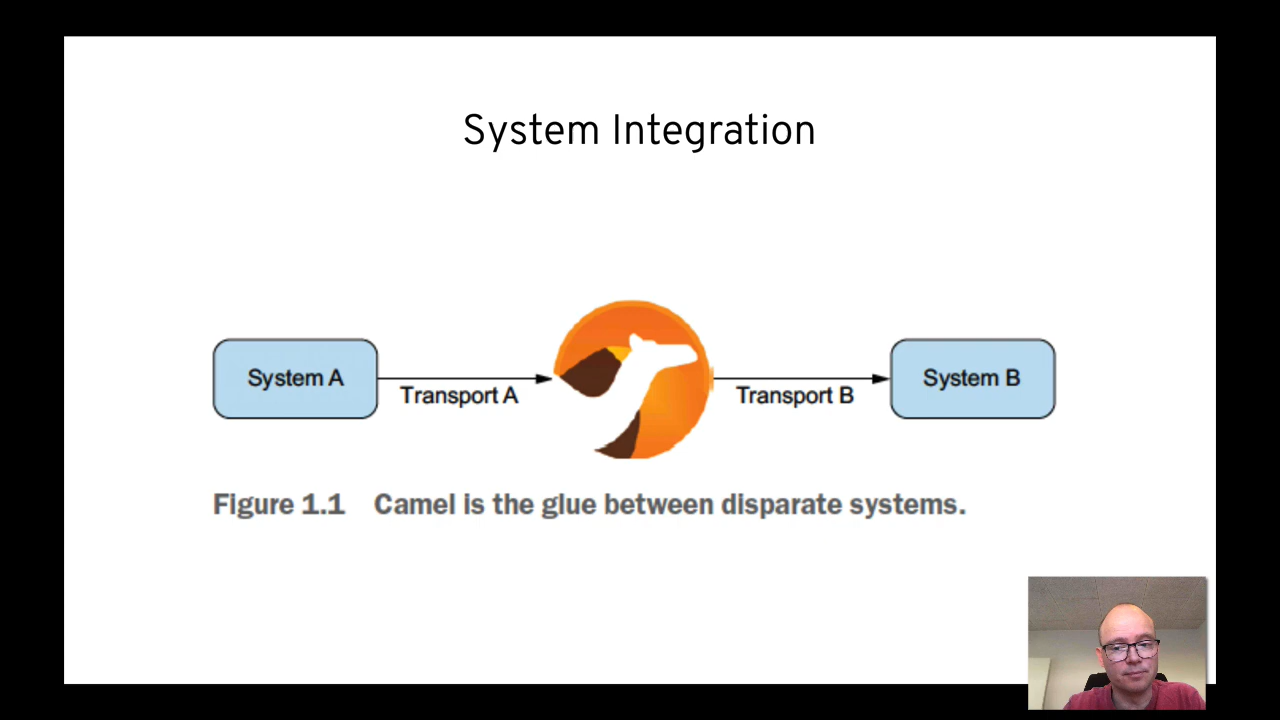 System Integration
System A
Transport A
Transport B
System B
Figure 1.1 Camel is the glue between disparate systems.